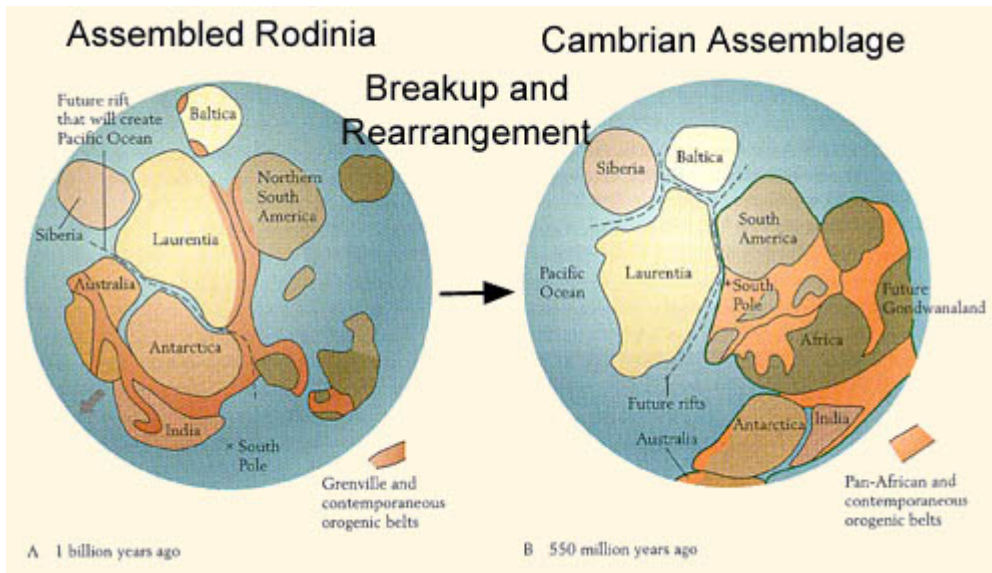 Assembled Rodinia
Cambrian Assemblage
Breakup and
Rearrangement
Future rift
that will create
Pacific Ocean
Baltica
Northern
South
America
Siberia
Laurentia
Australia
Antarctica
India
× South
Pole
Grenville and
contemporaneous
orogenic belts
A 1 billion years ago
Siberia
Baltica
South
America
Pacific
Ocean
Laurentia
+South
Pole
Future
Gondwanaland
Africa
Future rifts
Antarctica
India
Australia
Pan-African and
contemporaneous
orogenic belts
B 550 million years ago